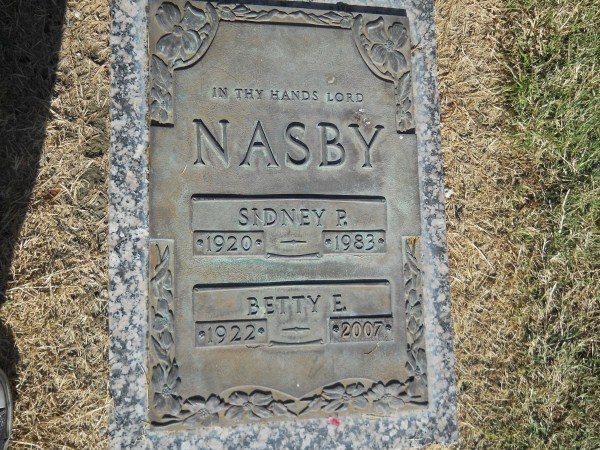 IN THY HANDS LORD
NASBY
SIDNEY P.
1920 1983
BETTY E.
1922 2007